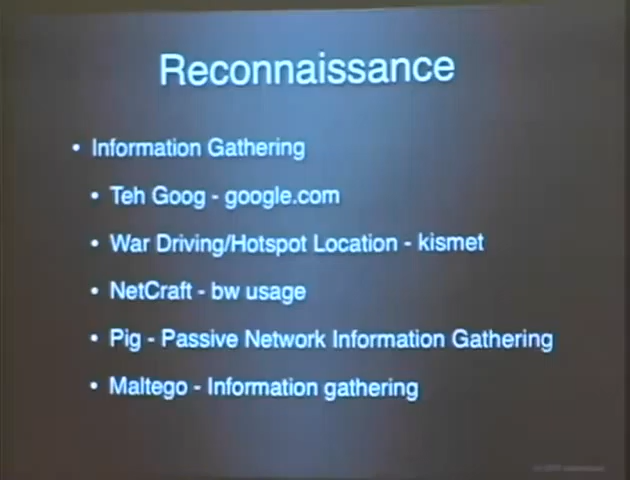 Reconnaissance
• Information Gathering
• Teh Goog - google.com
• War Driving/Hotspot Location - kismet
• NetCraft - bw usage
• Pig - Passive Network Information Gathering
• Maltego - Information gathering